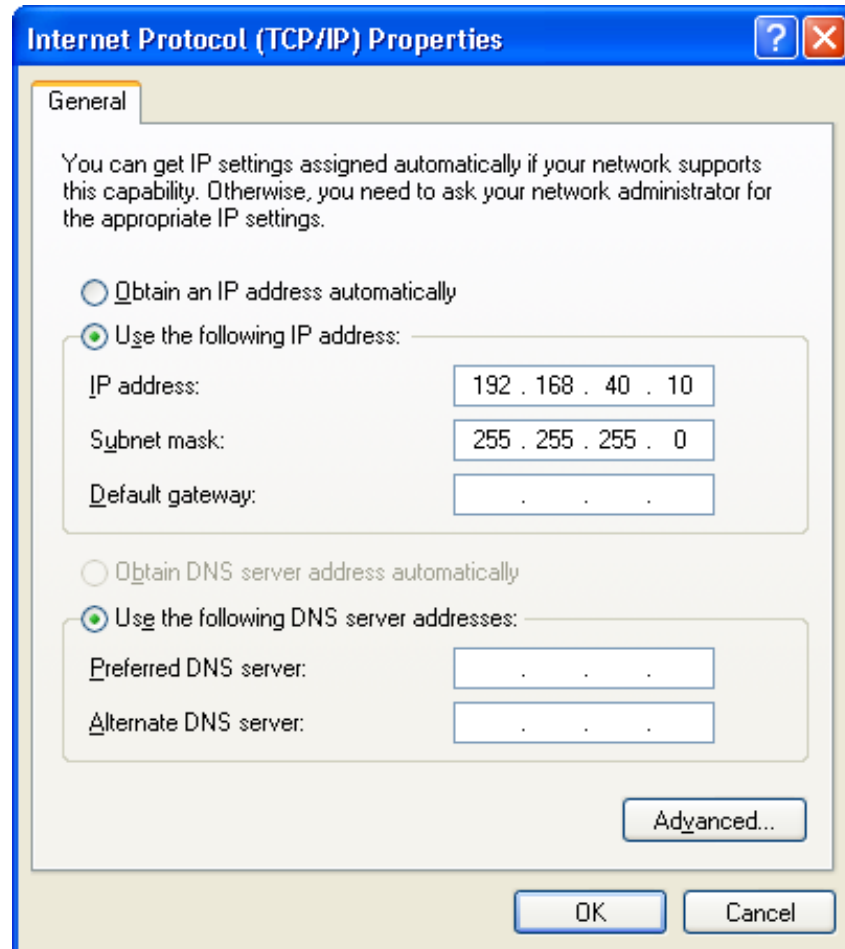 Internet Protocol (TCP/IP) Properties
General
You can get IP settings assigned automatically if your network supports
this capability. Otherwise, you need to ask your network administrator for
the appropriate IP settings.
Obtain an IP address automatically
Use the following IP address:
IP address: 192 . 168 . 40 . 10
Subnet mask: 255 . 255 . 255 . 0
Default gateway: . . .
Obtain DNS server address automatically
Use the following DNS server addresses:
Preferred DNS server: . . .
Alternate DNS server: . . .
Advanced...
OK Cancel